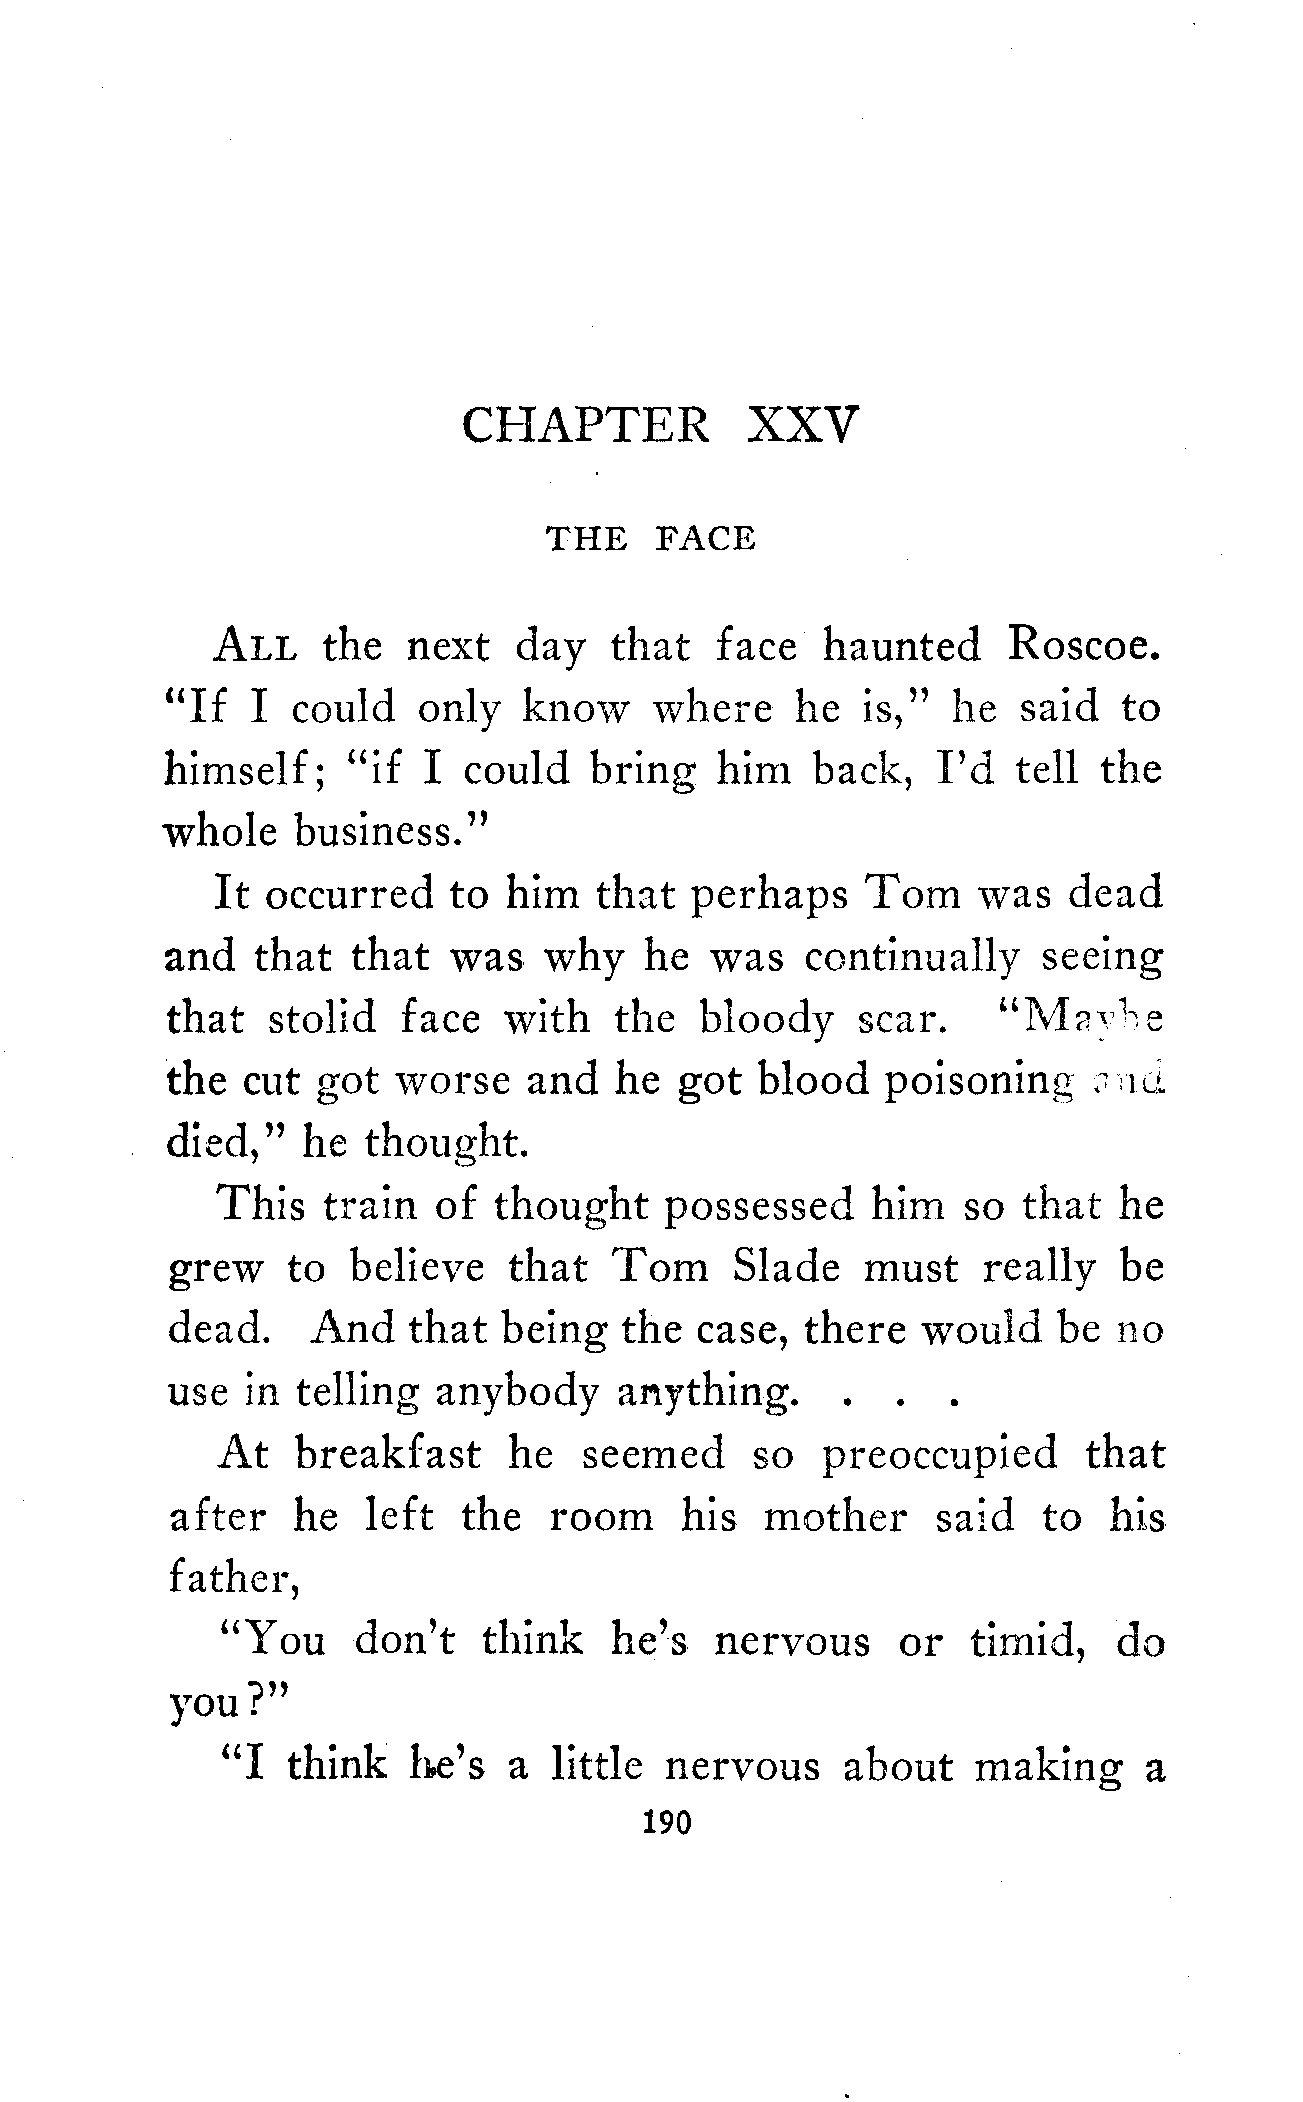 CHAPTER XXV
THE FACE
ALL the next day that face haunted Roscoe.
"If I could only know where he is," he said to
himself; "if I could bring him back, I'd tell the
whole business."
It occurred to him that perhaps Tom was dead
and that that was why he was continually seeing
that stolid face with the bloody scar. "Maybe
the cut got worse and he got blood poisoning and
died," he thought.
This train of thought possessed him so that he
grew to believe that Tom Slade must really be
dead. And that being the case, there would be no
use in telling anybody anything. . . .
At breakfast he seemed so preoccupied that
after he left the room his mother said to his
father,
"You don't think he's nervous or timid, do
you?"
"I think he's a little nervous about making a
190